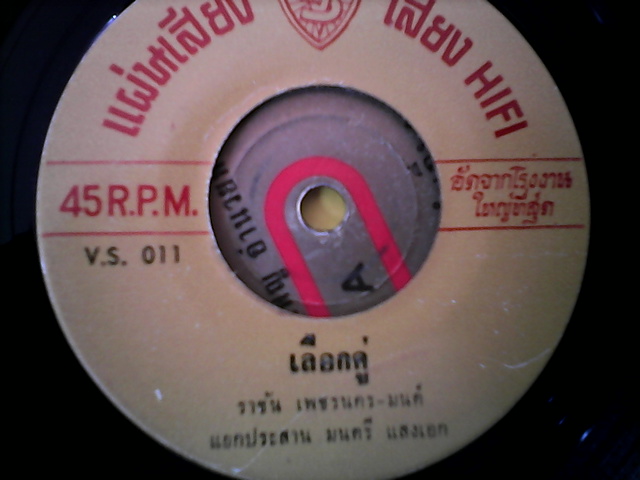 แผ่นเสียง
เสียง HIFI
45 R.P.M.
อัดจากโรงงาน
ใหญ่ที่สุด
V.S. 011
A
เลือกคู่
ราชัน เพชรนคร-มนต์
แยกประสาน มนตรี แสงเอก